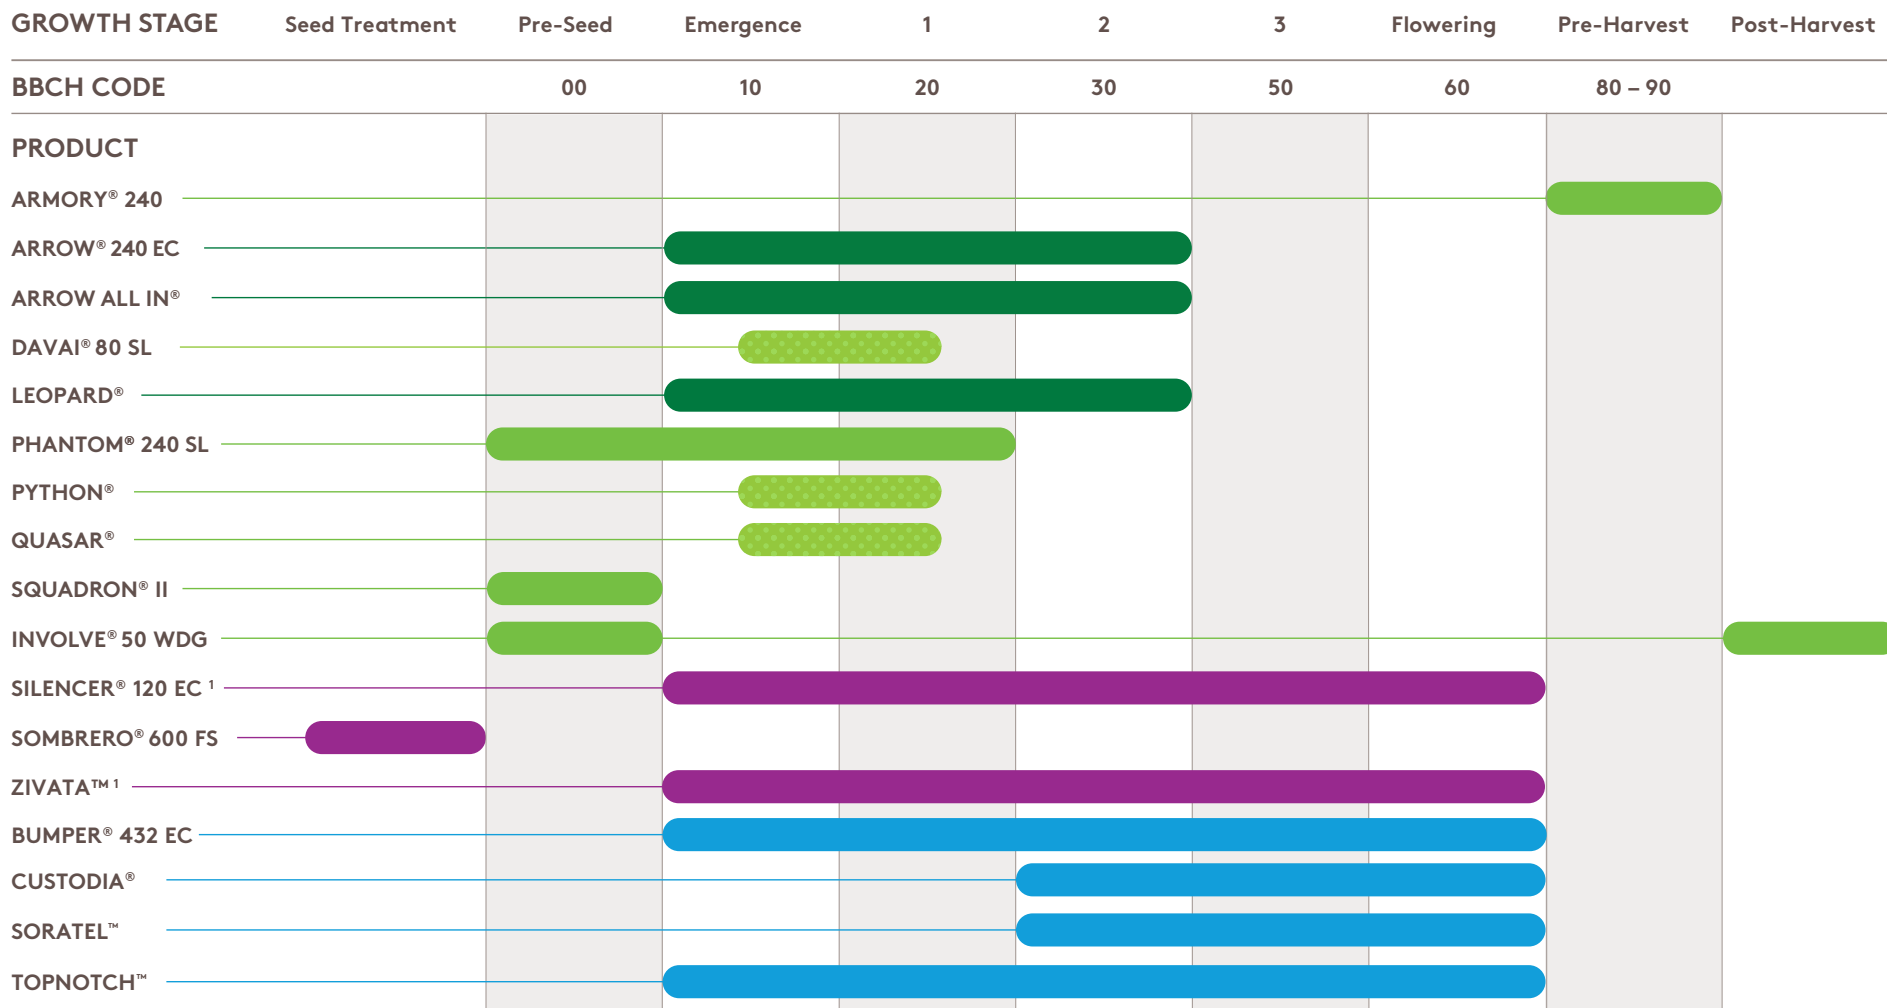 GROWTH STAGE Seed Treatment Pre-Seed Emergence 1 2 3 Flowering Pre-Harvest Post-Harvest
BBCH CODE 00 10 20 30 50 60 80 – 90
PRODUCT
ARMORY® 240
ARROW® 240 EC
ARROW ALL IN®
DAVAI® 80 SL
LEOPARD®
PHANTOM® 240 SL
PYTHON®
QUASAR®
SQUADRON® II
INVOLVE® 50 WDG
SILENCER® 120 EC ¹
SOMBRERO® 600 FS
ZIVATA™ ¹
BUMPER® 432 EC
CUSTODIA®
SORATEL™
TOPNOTCH™